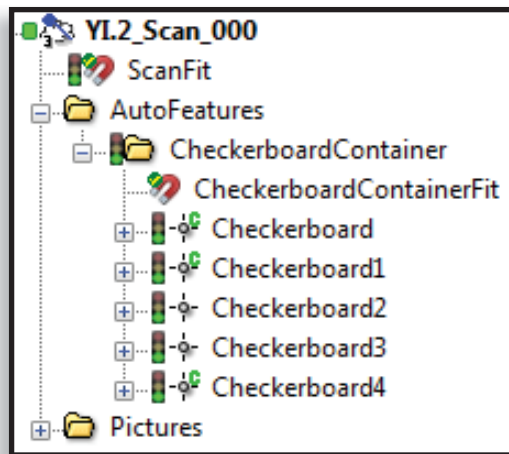 YI.2_Scan_000
ScanFit
AutoFeatures
CheckerboardContainer
CheckerboardContainerFit
C Checkerboard
C Checkerboard1
Checkerboard2
Checkerboard3
C Checkerboard4
Pictures